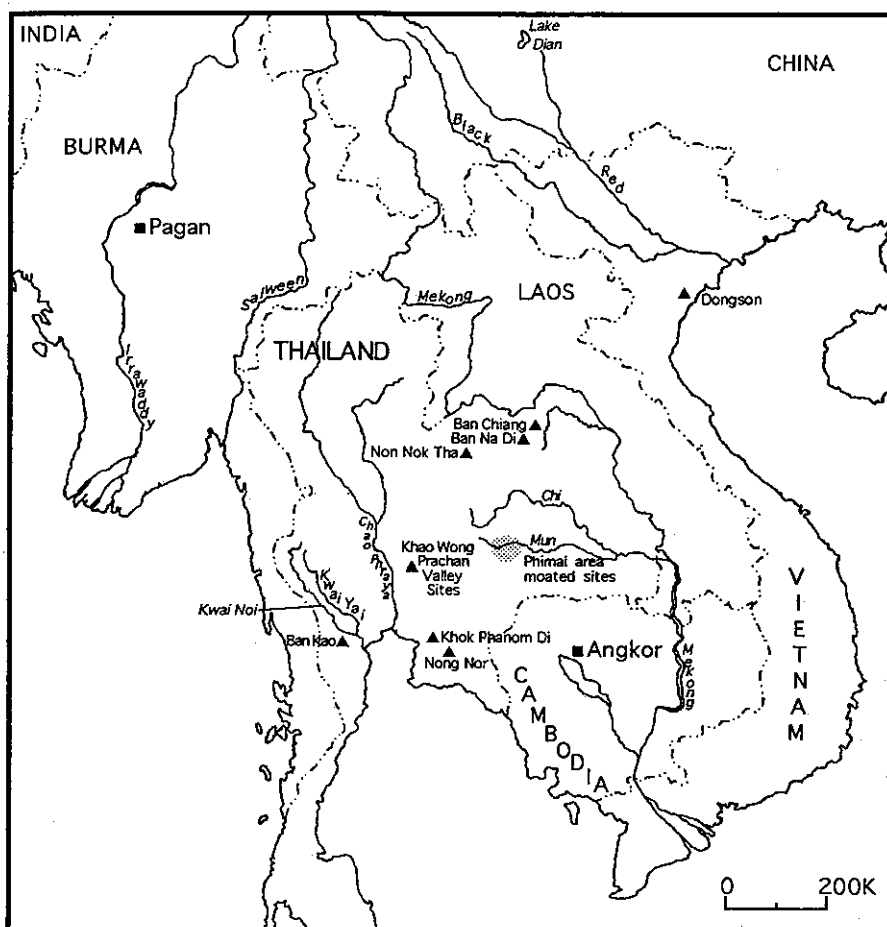 INDIA
Lake
Dian
CHINA
BURMA
Black
Red
Pagan
Salween
Mekong
LAOS
Dongson
THAILAND
Irrawaddy
Ban Chiang
Ban Na Di
Non Nok Tha
Chi
Chao Phraya
Mun
Khao Wong
Prachan
Valley
Sites
Phimai area
moated sites
Kwai Yai
Kwai Noi
Ban Kao
Khok Phanom Di
Nong Nor
Angkor
Mekong
VIETNAM
CAMBODIA
0 200K